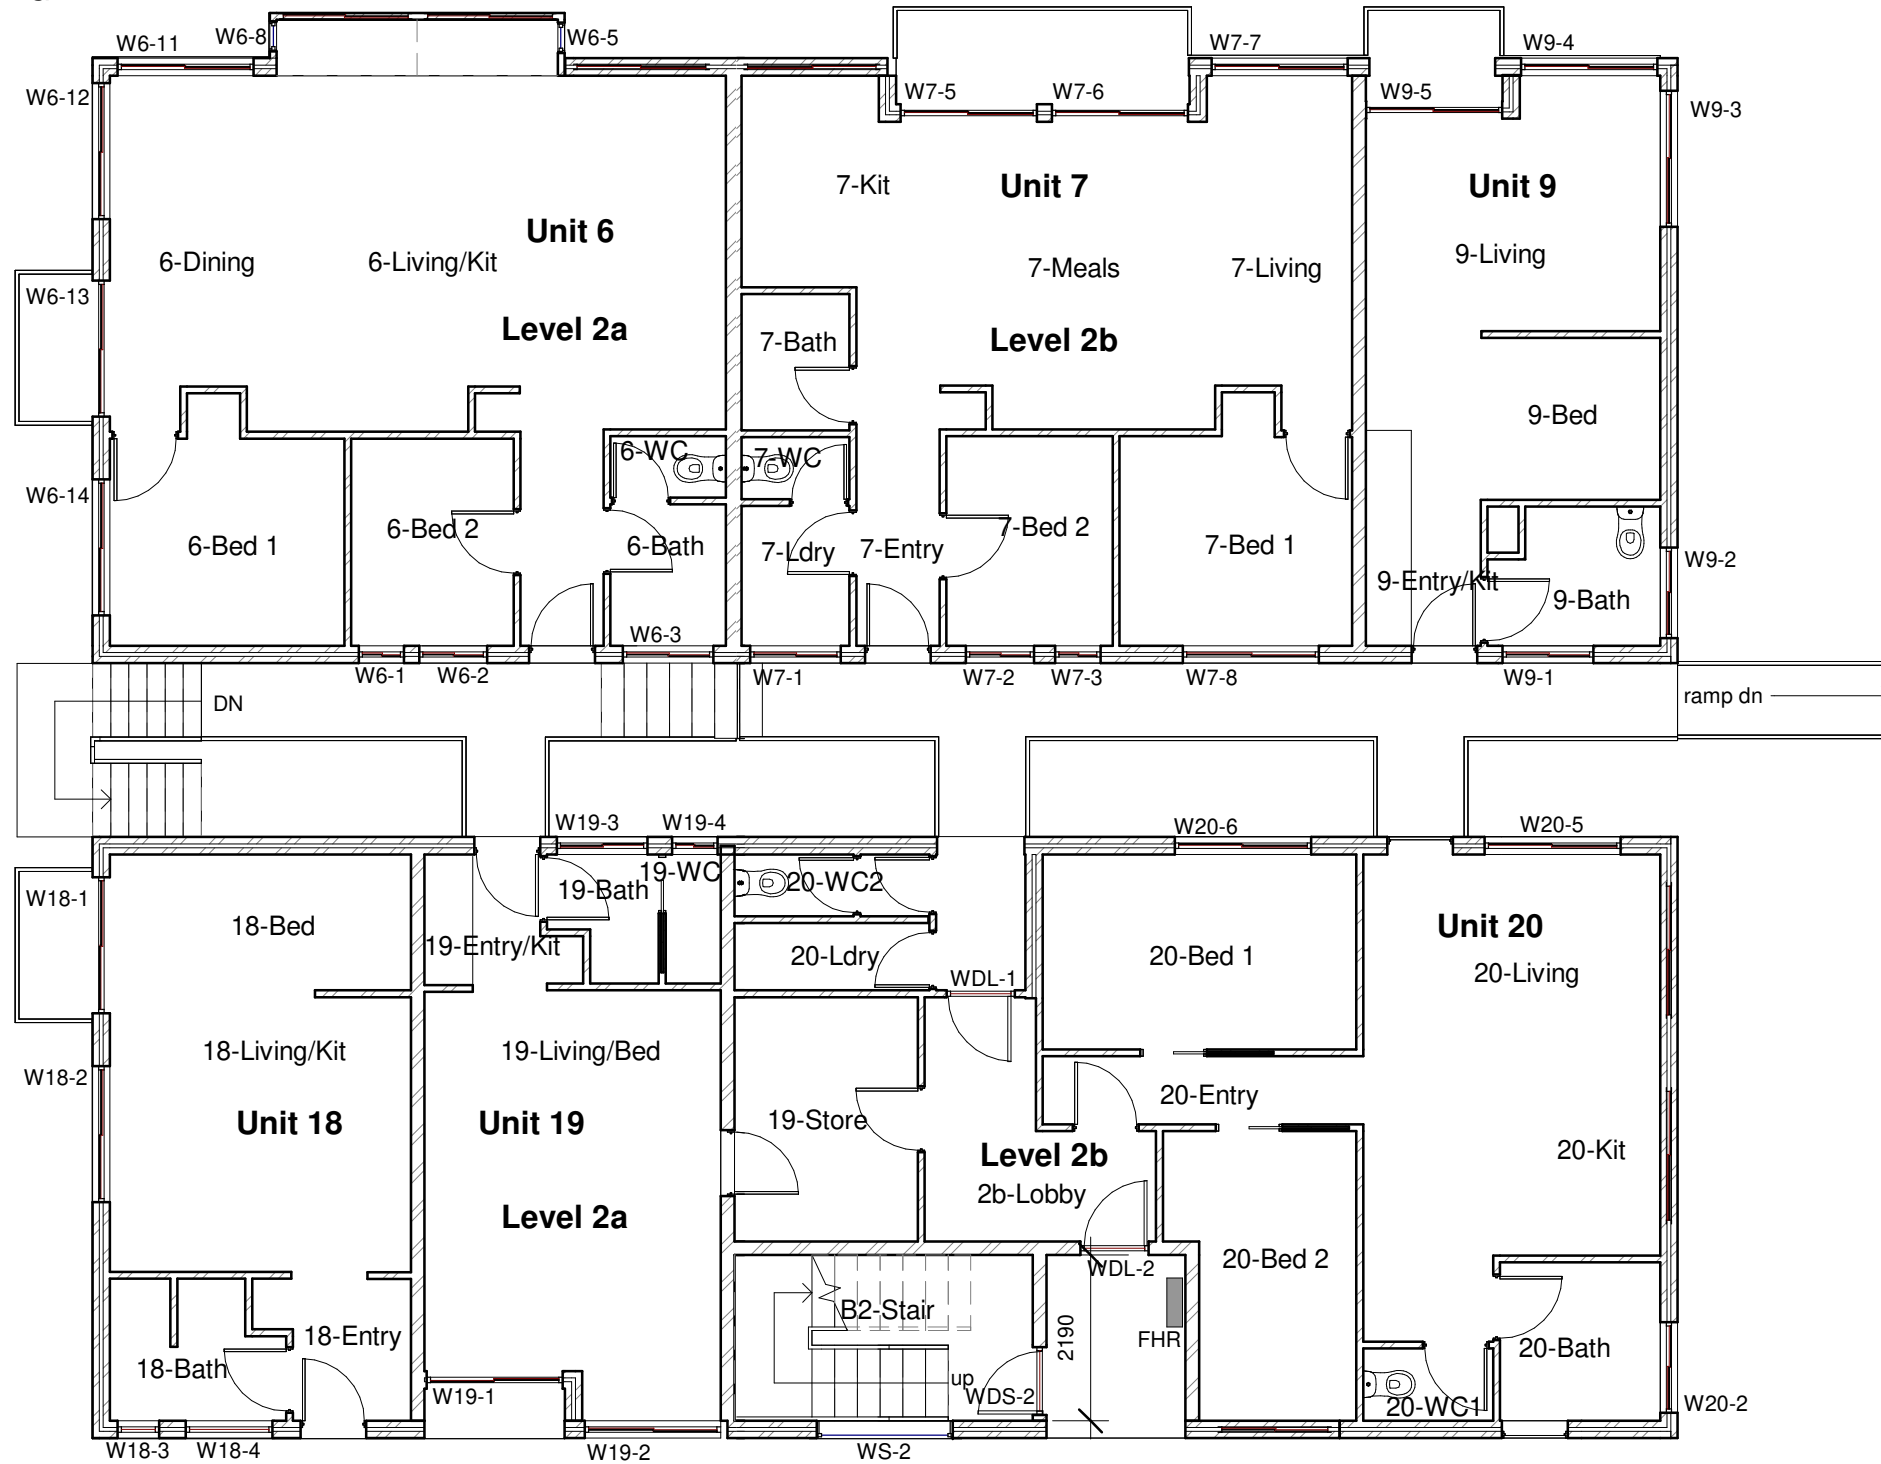 W6-11
W6-8
W6-5
W7-7
W9-4
W6-12
W7-5
W7-6
W9-5
W9-3
7-Kit
Unit 7
Unit 9
Unit 6
6-Dining
6-Living/Kit
7-Meals
7-Living
9-Living
W6-13
Level 2a
7-Bath
Level 2b
9-Bed
6-WC
7-WC
W6-14
6-Bed 1
6-Bed 2
6-Bath
7-Ldry
7-Entry
7-Bed 2
7-Bed 1
W9-2
9-Entry/Kit
9-Bath
W6-3
W6-1
W6-2
W7-1
W7-2
W7-3
W7-8
W9-1
DN
ramp dn
W19-3
W19-4
W20-6
W20-5
W18-1
19-Bath
19-WC
20-WC2
18-Bed
Unit 20
19-Entry/Kit
20-Ldry
20-Bed 1
WDL-1
20-Living
W18-2
18-Living/Kit
19-Living/Bed
20-Entry
Unit 18
Unit 19
19-Store
Level 2b
20-Kit
2b-Lobby
Level 2a
WDL-2
20-Bed 2
B2-Stair
2190
FHR
18-Entry
18-Bath
up
20-Bath
W19-1
WDS-2
20-WC1
W20-2
W18-3
W18-4
W19-2
WS-2